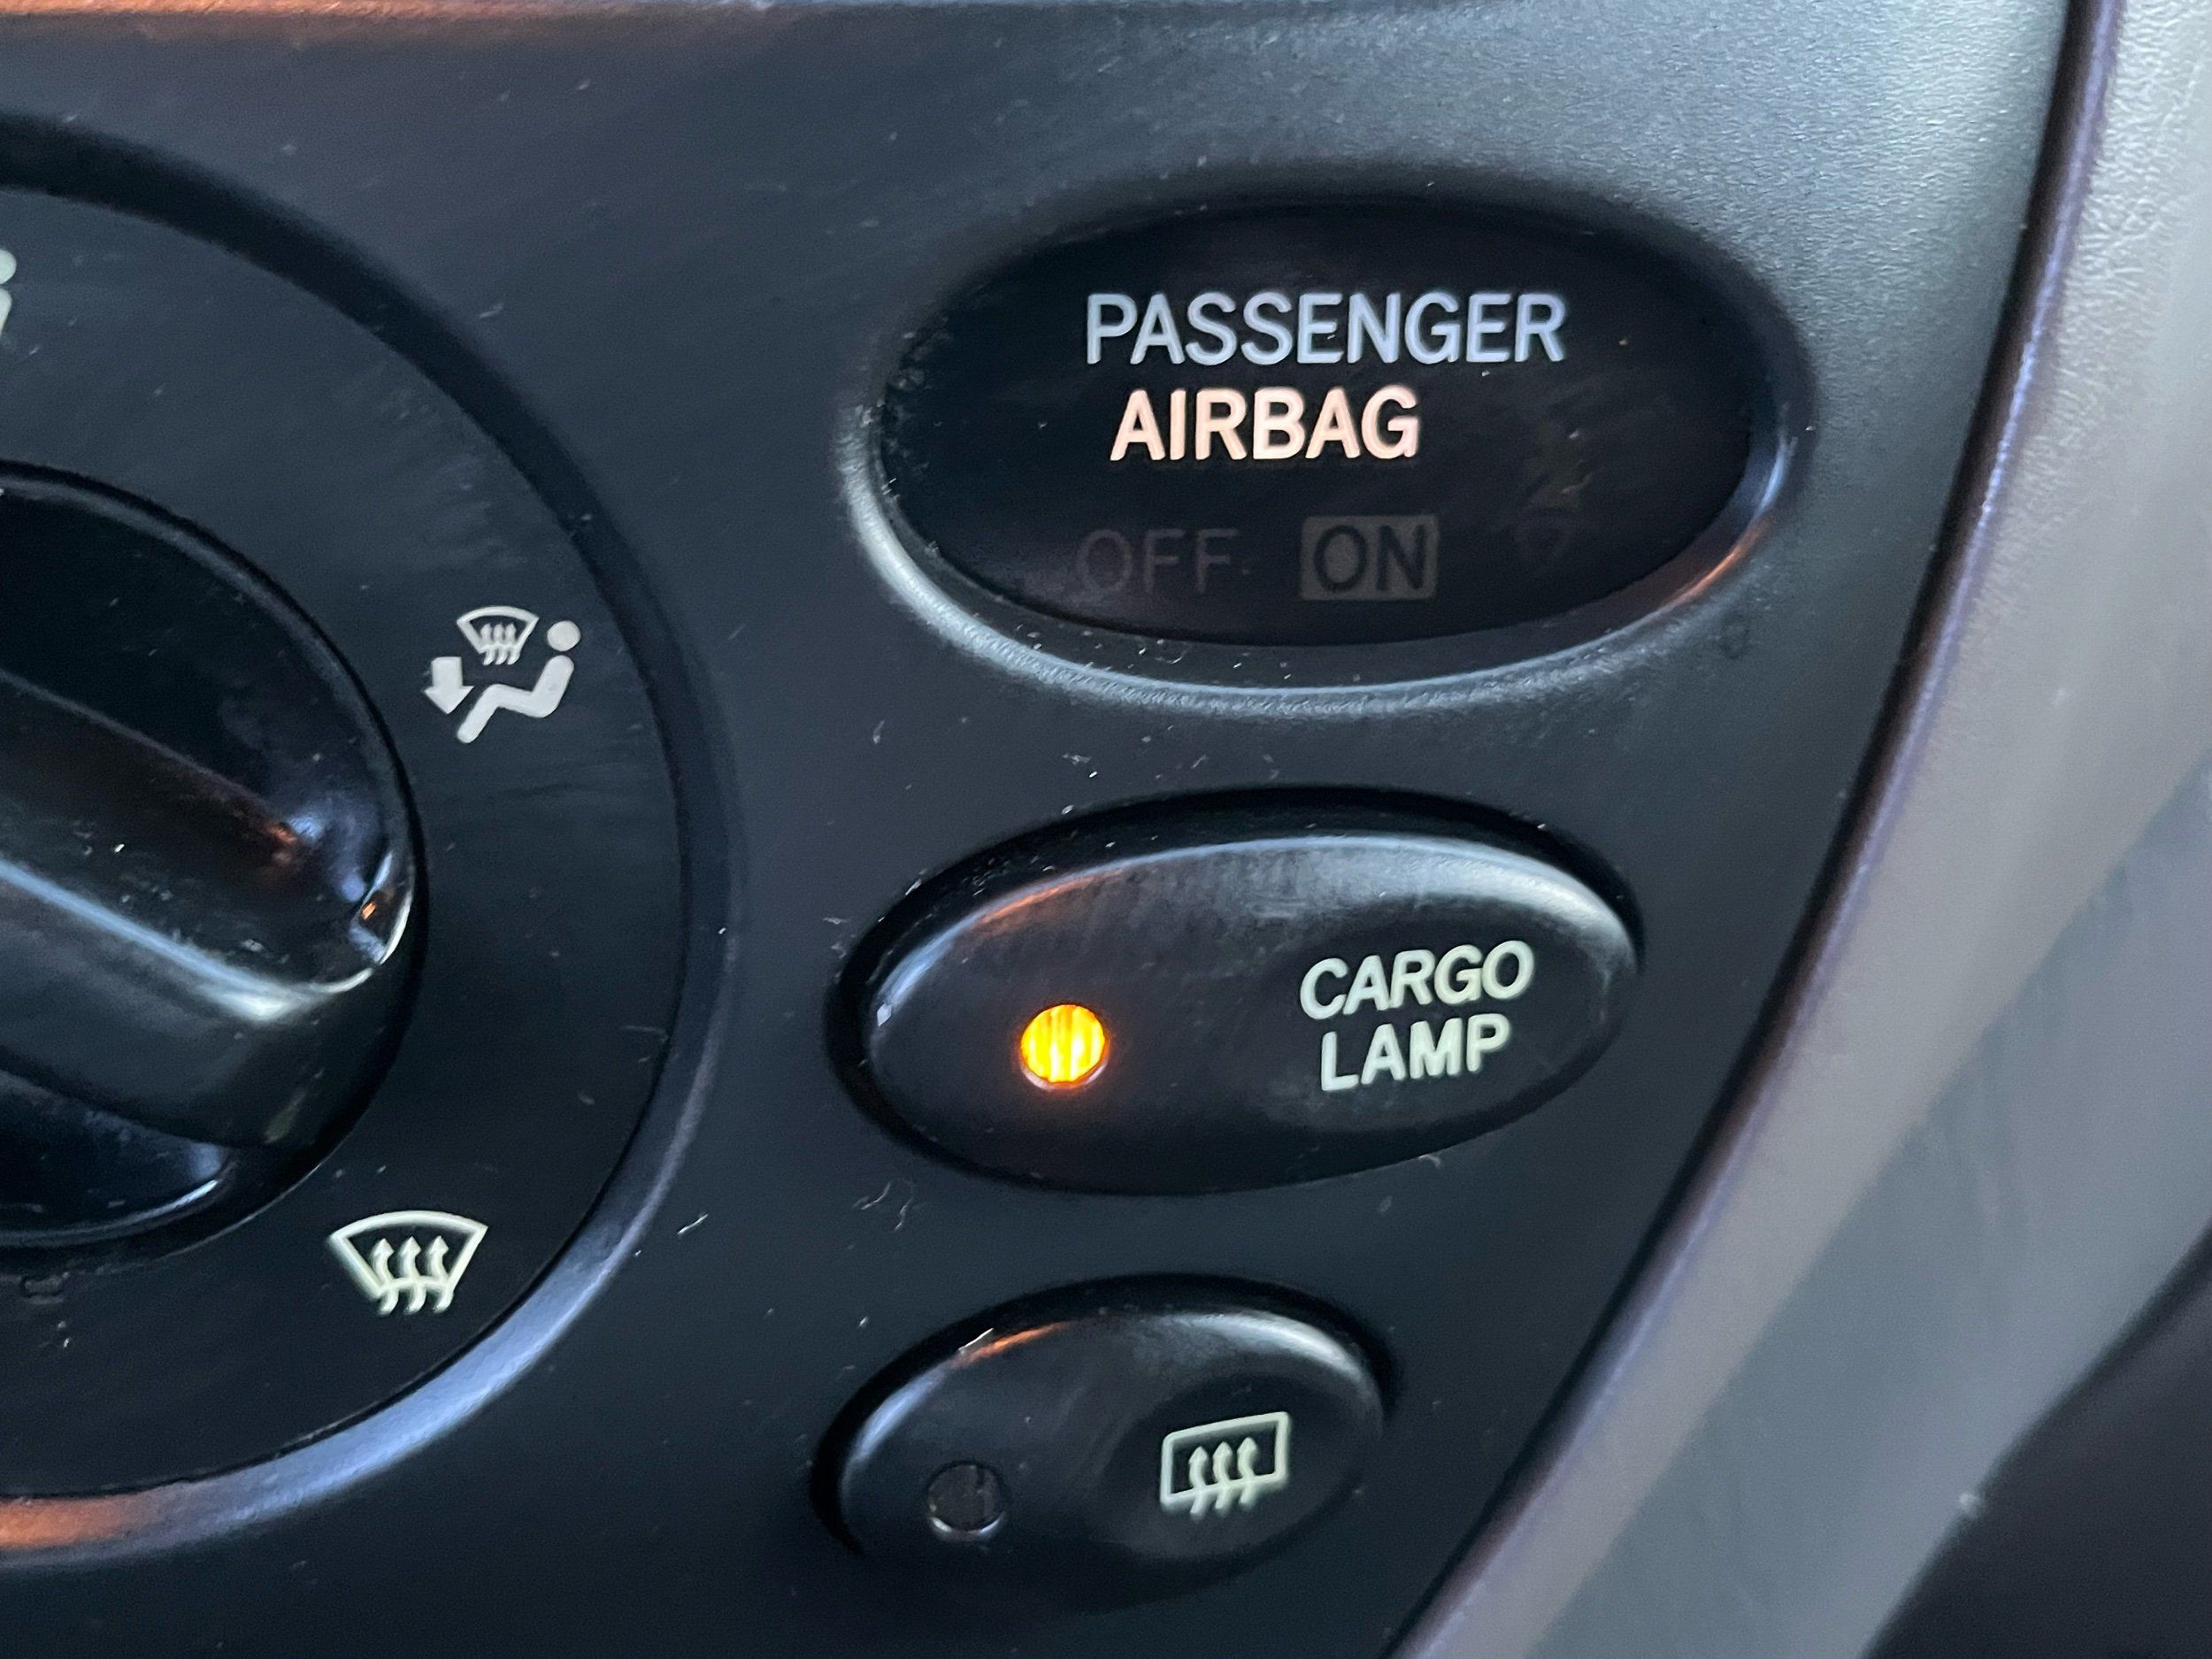 PASSENGER
AIRBAG
OFF ON
CARGO
LAMP